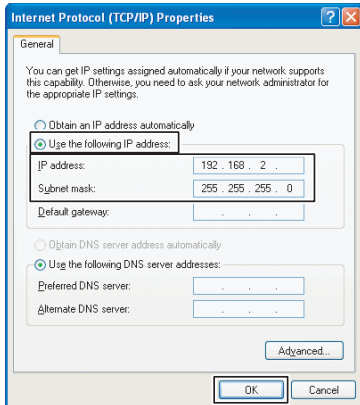 Internet Protocol (TCP/IP) Properties
General
You can get IP settings assigned automatically if your network supports
this capability. Otherwise, you need to ask your network administrator for
the appropriate IP settings.
Obtain an IP address automatically
Use the following IP address:
IP address: 192 . 168 . 2 .
Subnet mask: 255 . 255 . 255 . 0
Default gateway: . . .
Obtain DNS server address automatically
Use the following DNS server addresses:
Preferred DNS server: . . .
Alternate DNS server: . . .
Advanced...
OK Cancel